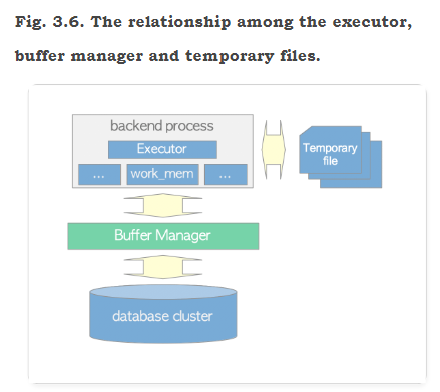 Fig. 3.6. The relationship among the executor,
buffer manager and temporary files.
backend process
Executor
... work_mem ...
Temporary
file
Buffer Manager
database cluster